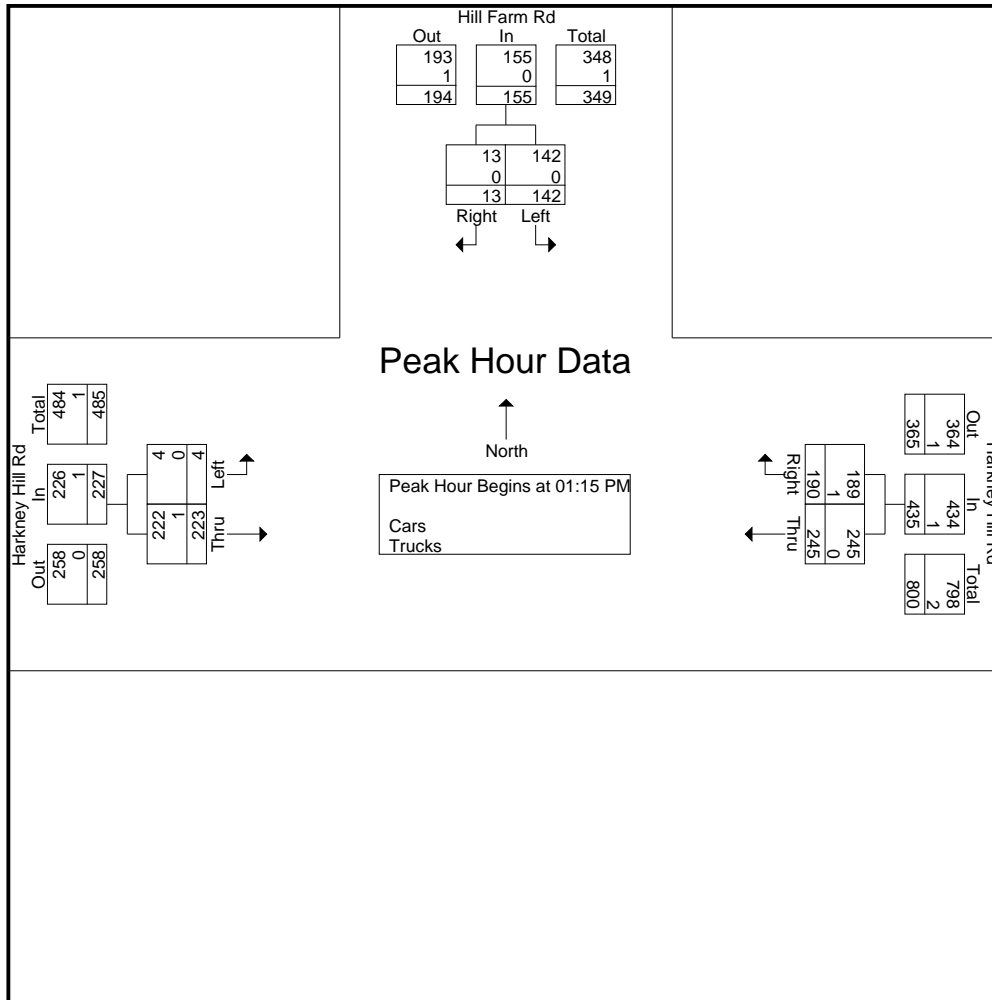 Hill Farm Rd
Out In Total
193 155 348
1 0 1
194 155 349
13 142
0 0
13 142
Right Left
Peak Hour Data
North
Peak Hour Begins at 01:15 PM
Cars
Trucks
Harkney Hill Rd
Out In Total
258 226 484
0 1 1
258 227 485
222 4
1 0
223 4
Thru Left
Harkney Hill Rd
Out In Total
364 434 798
1 1 2
365 435 800
189 245
1 0
190 245
Right Thru